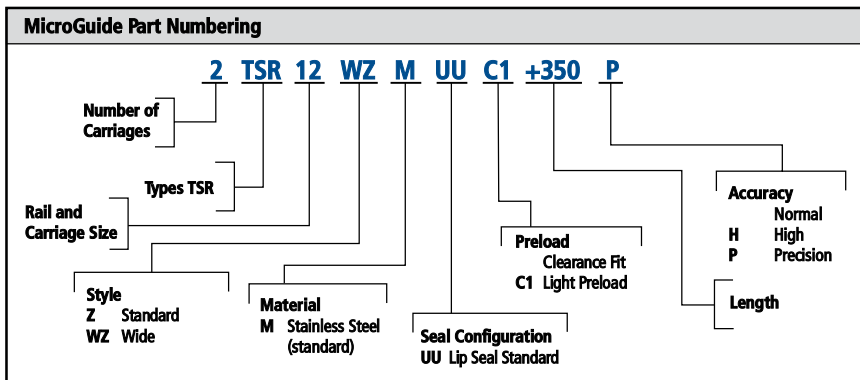 MicroGuide Part Numbering
2 TSR 12 WZ M UU C1 +350 P
Number of
Carriages
Types TSR
Rail and
Carriage Size
Style
Z Standard
WZ Wide
Material
M Stainless Steel
(standard)
Seal Configuration
UU Lip Seal Standard
Preload
Clearance Fit
C1 Light Preload
Accuracy
Normal
H High
P Precision
Length